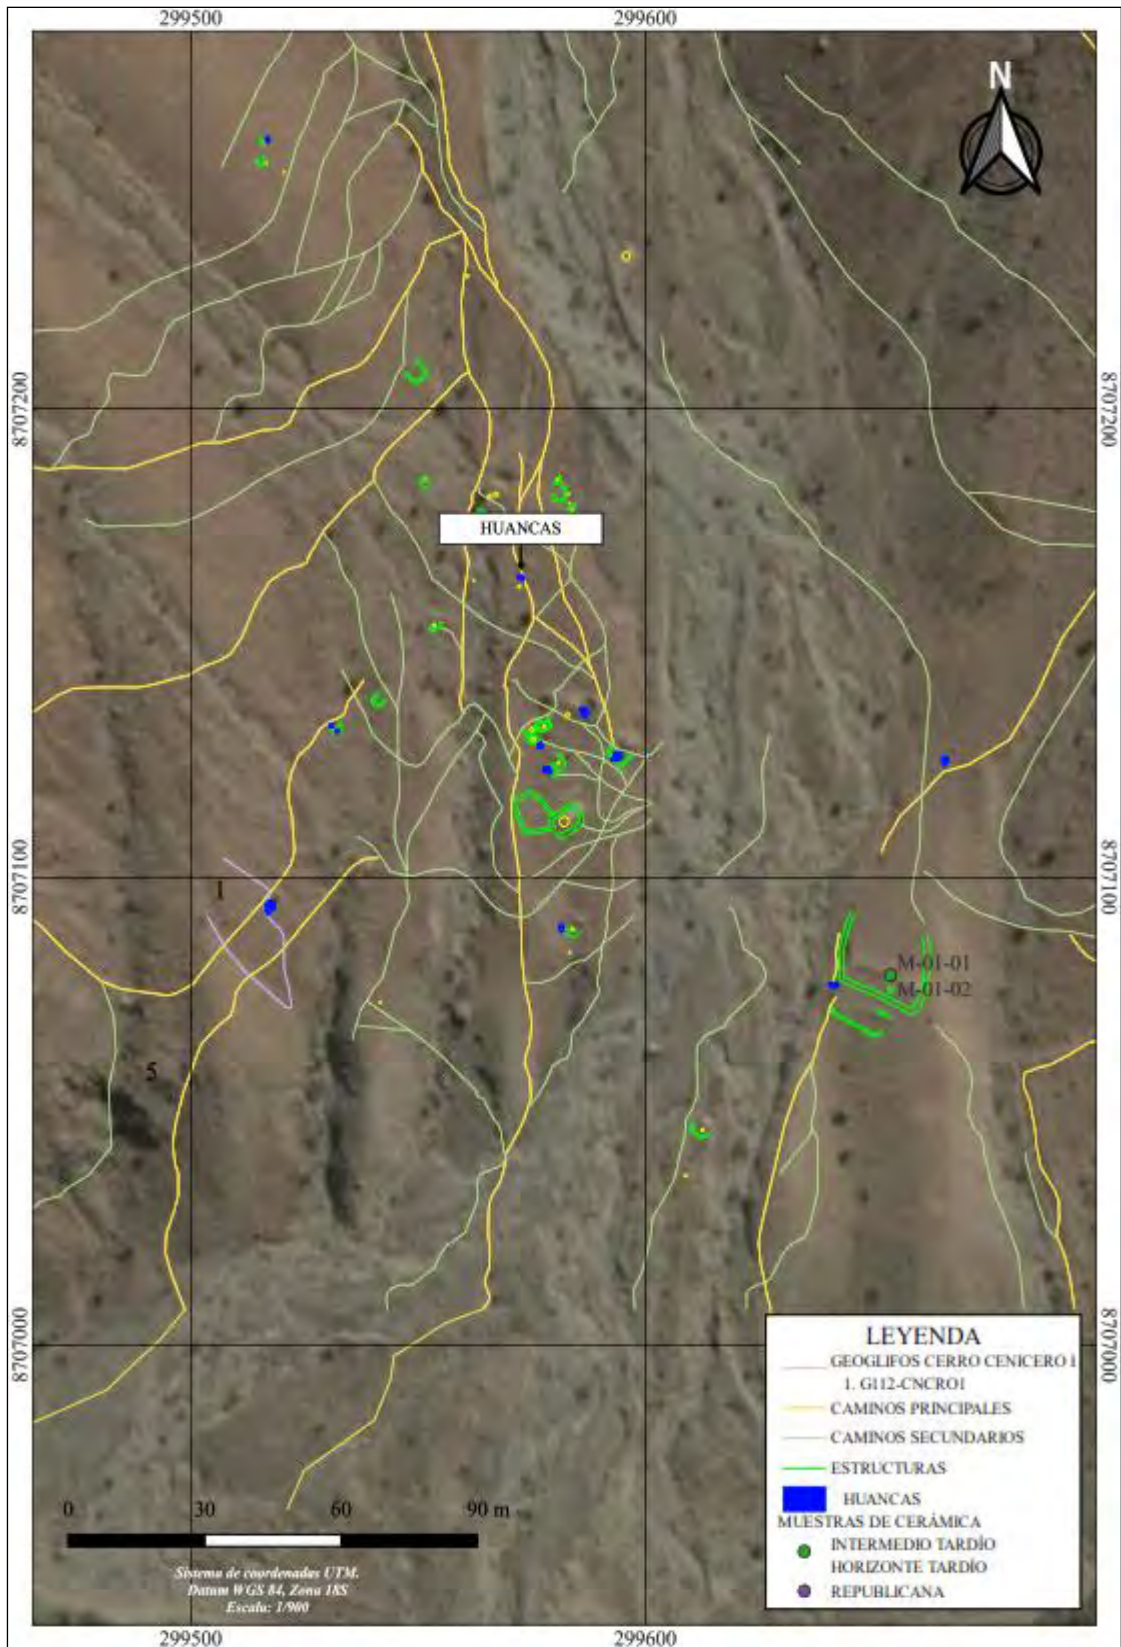 299500
299600
N
8707200
8707200
HUANCAS
8707100
8707100
1
M-01-01
M-01-02
5
8707000
8707000
LEYENDA
GEOGLIFOS CERRO CENICERO 1
1. G112-CNCRO1
CAMINOS PRINCIPALES
CAMINOS SECUNDARIOS
ESTRUCTURAS
HUANCAS
MUESTRAS DE CERÁMICA
INTERMEDIO TARDÍO
HORIZONTE TARDÍO
REPUBLICANA
0 30 60 90 m
Sistema de coordenadas UTM.
Datum WGS 84, Zona 18S
Escala: 1/900
299500
299600